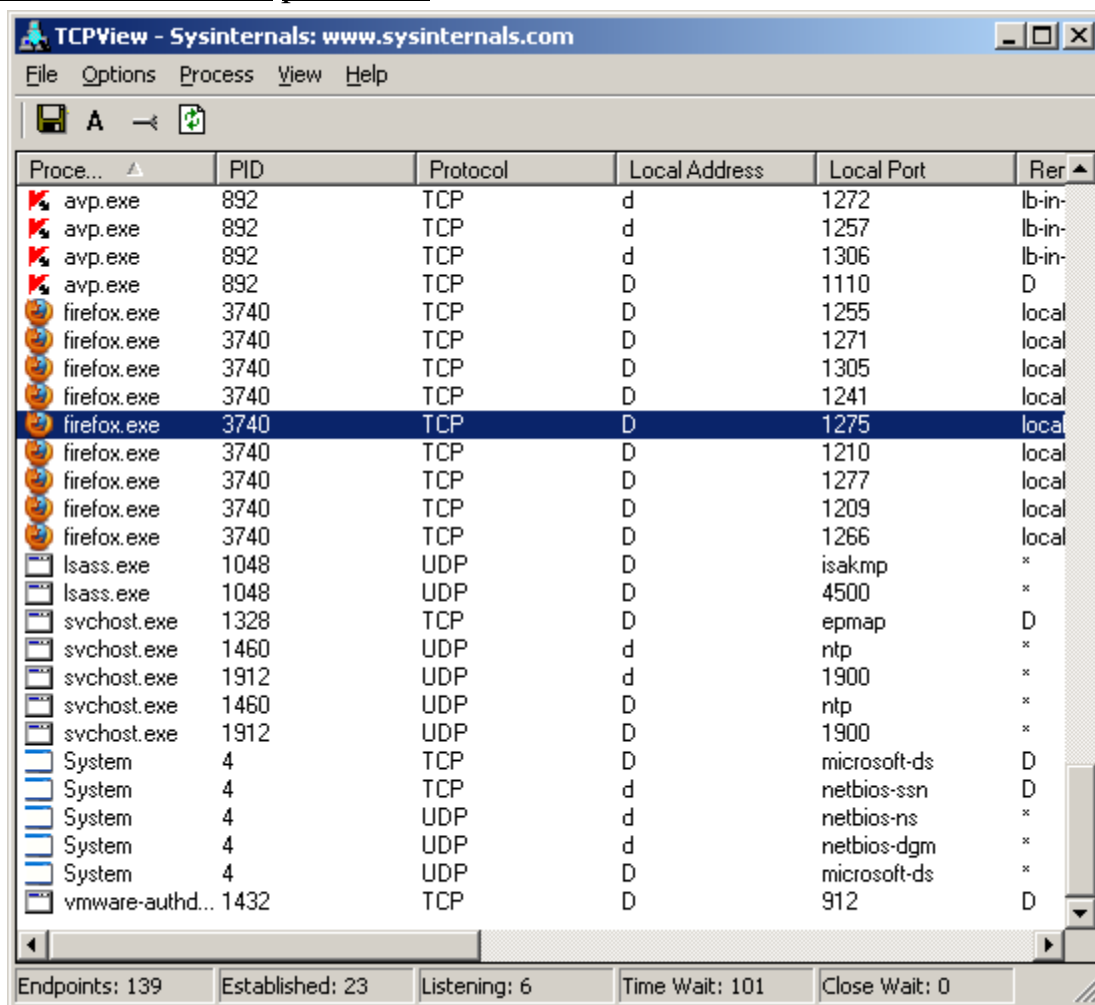 TCPView - Sysinternals: www.sysinternals.com
File Options Process View Help
A
Proce... PID Protocol Local Address Local Port Rer
avp.exe 892 TCP d 1272 lb-in-
avp.exe 892 TCP d 1257 lb-in-
avp.exe 892 TCP d 1306 lb-in-
avp.exe 892 TCP D 1110 D
firefox.exe 3740 TCP D 1255 local
firefox.exe 3740 TCP D 1271 local
firefox.exe 3740 TCP D 1305 local
firefox.exe 3740 TCP D 1241 local
firefox.exe 3740 TCP D 1275 local
firefox.exe 3740 TCP D 1210 local
firefox.exe 3740 TCP D 1277 local
firefox.exe 3740 TCP D 1209 local
firefox.exe 3740 TCP D 1266 local
lsass.exe 1048 UDP D isakmp *
lsass.exe 1048 UDP D 4500 *
svchost.exe 1328 TCP D epmap D
svchost.exe 1460 UDP d ntp *
svchost.exe 1912 UDP d 1900 *
svchost.exe 1460 UDP D ntp *
svchost.exe 1912 UDP D 1900 *
System 4 TCP D microsoft-ds D
System 4 TCP d netbios-ssn D
System 4 UDP d netbios-ns *
System 4 UDP d netbios-dgm *
System 4 UDP D microsoft-ds *
vmware-authd... 1432 TCP D 912 D
Endpoints: 139 Established: 23 Listening: 6 Time Wait: 101 Close Wait: 0